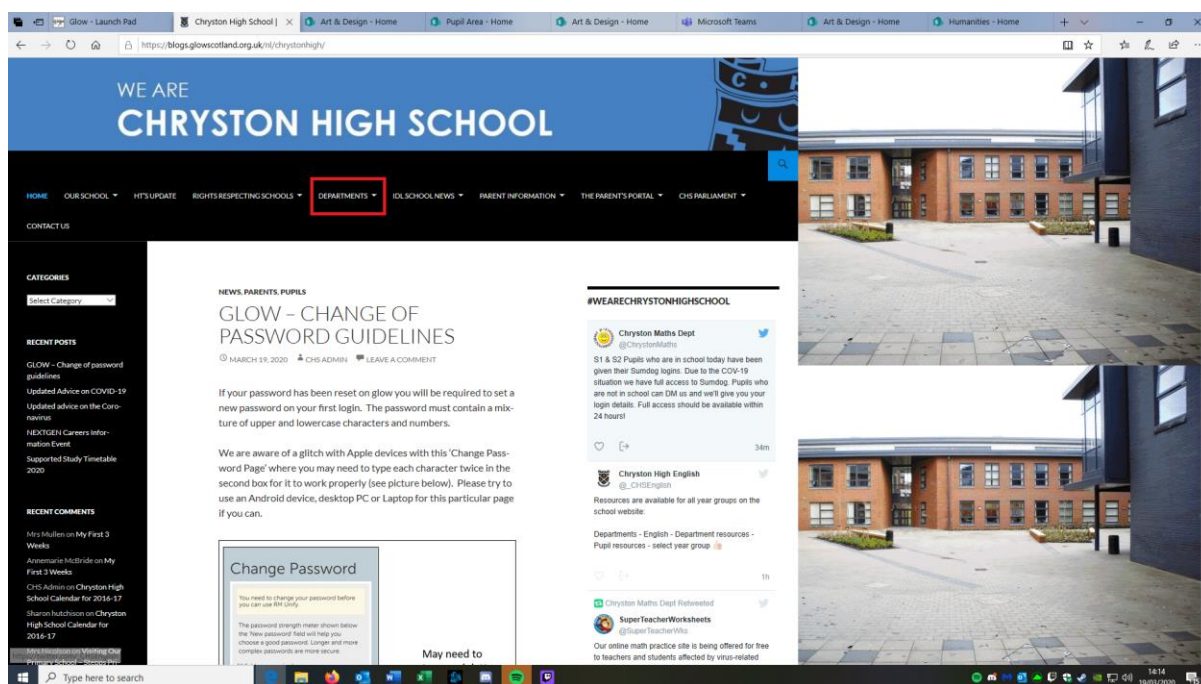 Glow - Launch Pad
Chryston High School |
Art & Design - Home
Pupil Area - Home
Art & Design - Home
Microsoft Teams
Art & Design - Home
Humanities - Home
https://blogs.glowscotland.org.uk/nl/chrystonhigh/
WE ARE
CHRYSTON HIGH SCHOOL
HOME OUR SCHOOL HT'S UPDATE RIGHTS RESPECTING SCHOOLS DEPARTMENTS IDL SCHOOL NEWS PARENT INFORMATION THE PARENT'S PORTAL CHS PARLIAMENT
CONTACT US
CATEGORIES
Select Category
RECENT POSTS
GLOW – Change of password
guidelines
Updated Advice on COVID-19
Updated advice on the Coro-
navirus
NEXTGEN Careers Infor-
mation Event
Supported Study Timetable
2020
RECENT COMMENTS
Mrs Mullen on My First 3
Weeks
Annemarie McBride on My
First 3 Weeks
CHS Admin on Chryston High
School Calendar for 2016-17
Sharon hutchison on Chryston
High School Calendar for
2016-17
on Visiting Our
Primary School – Stepps Pri
NEWS, PARENTS, PUPILS
GLOW – CHANGE OF
PASSWORD GUIDELINES
MARCH 19, 2020 CHS ADMIN LEAVE A COMMENT
If your password has been reset on glow you will be required to set a
new password on your first login. The password must contain a mix-
ture of upper and lowercase characters and numbers.
We are aware of a glitch with Apple devices with this 'Change Pass-
word Page' where you may need to type each character twice in the
second box for it to work properly (see picture below). Please try to
use an Android device, desktop PC or Laptop for this particular page
if you can.
Change Password
You need to change your password before
you can use RM Unify.
The password strength meter shown below
the 'New password' field will help you
choose a good password. Longer and more
complex passwords are more secure.
May need to
#WEARECHRYSTONHIGHSCHOOL
Chryston Maths Dept
@ChrystonMaths
S1 & S2 Pupils who are in school today have been
given their Sumdog logins. Due to the COV-19
situation we have full access to Sumdog. Pupils who
are not in school can DM us and we'll give you your
login details. Full access should be available within
24 hours!
34m
Chryston High English
@_CHSEnglish
Resources are available for all year groups on the
school website:
Departments - English - Department resources -
Pupil resources - select year group 👍🏻
1h
Chryston Maths Dept Retweeted
SuperTeacherWorksheets
@SuperTeacherWks
Our online math practice site is being offered for free
to teachers and students affected by virus-related
Type here to search
14:14
19/03/2020